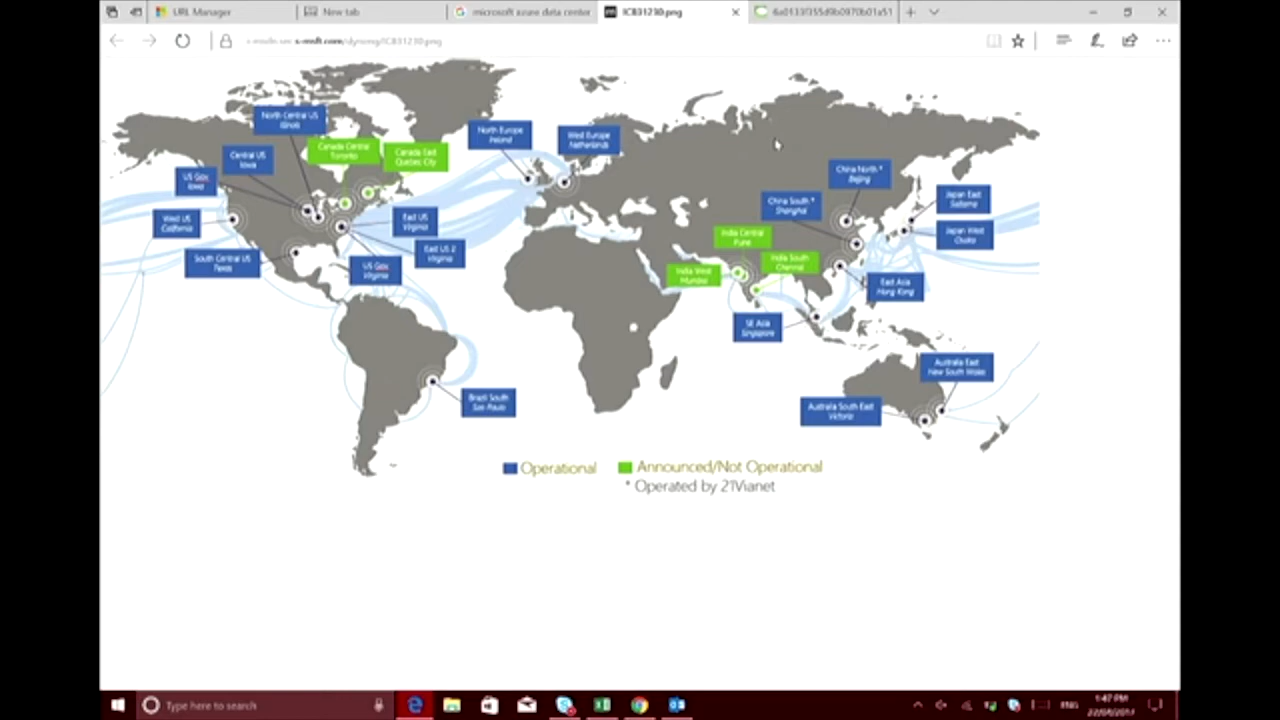 URL Manager
New tab
microsoft azure data center
ICB31230.png
North Central US
Illinois
Canada Central
Toronto
Canada East
Quebec City
Central US
Iowa
US Gov
Iowa
West US
California
South Central US
Texas
East US
Virginia
East US 2
Virginia
US Gov
Virginia
North Europe
Ireland
West Europe
Netherlands
China North *
Beijing
China South *
Shanghai
Japan East
Saitama
Japan West
Osaka
India Central
Pune
India South
Chennai
India West
Mumbai
East Asia
Hong Kong
SE Asia
Singapore
Australia East
New South Wales
Australia South East
Victoria
Brazil South
Sao Paulo
Operational
Announced/Not Operational
* Operated by 21Vianet
Type here to search
1:47 PM